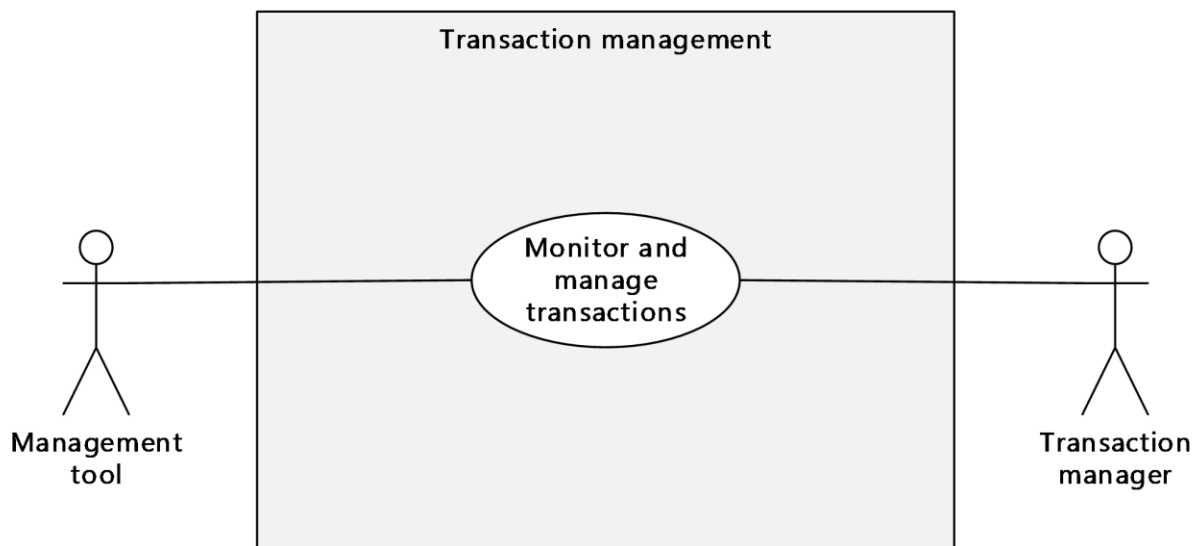 Transaction management
Monitor and
manage
transactions
Management
tool
Transaction
manager